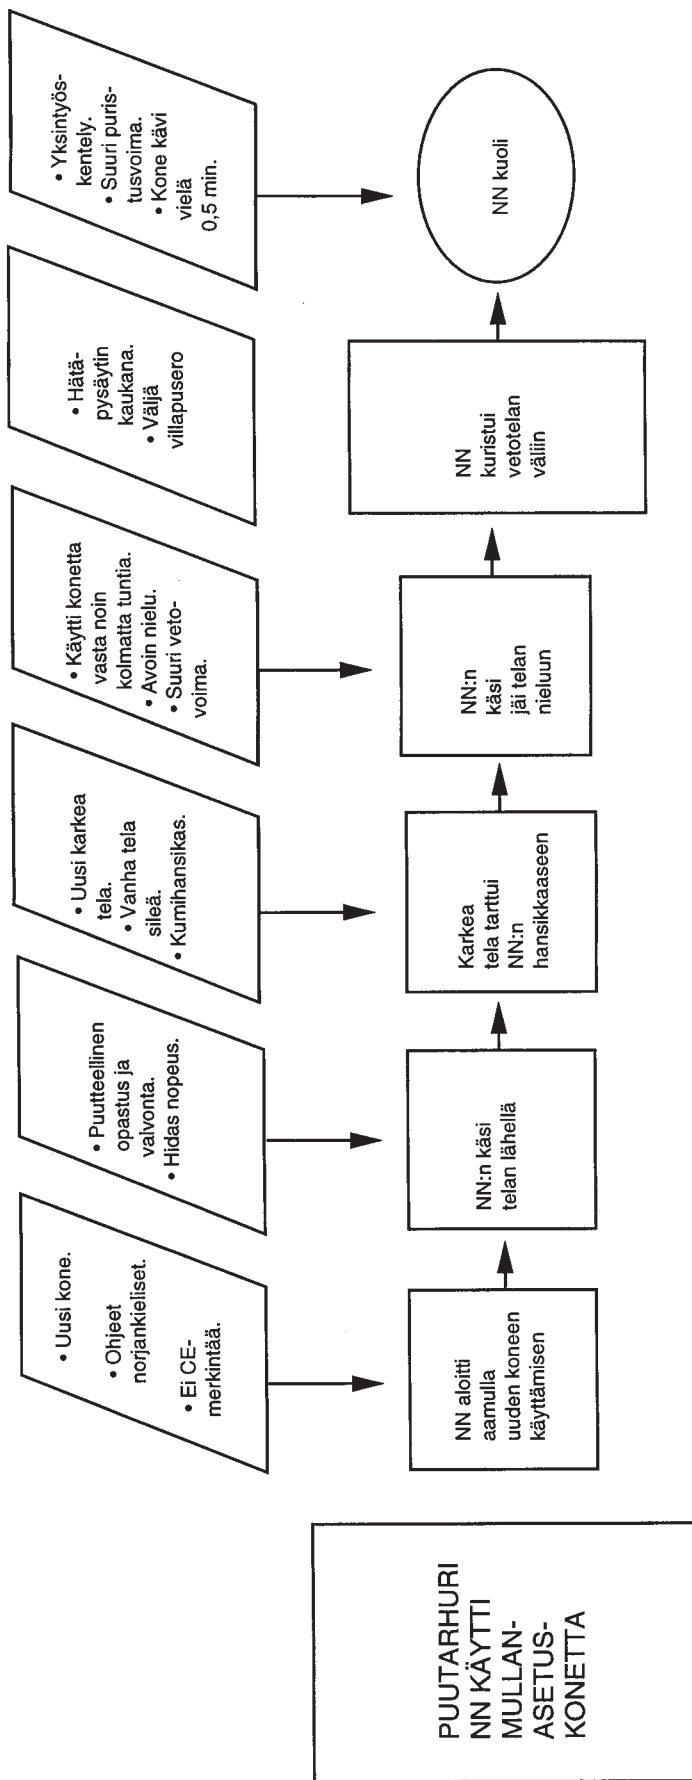 PUUTARHURI
NN KÄYTTI
MULLAN-
ASETUS-
KONETTA
• Uusi kone.
• Ohjeet
norjankieliset.
• Ei CE-
merkintää.
NN aloitti
aamulla
uuden koneen
käyttämisen
• Puutteellinen
opastus ja
valvonta.
• Hidas nopeus.
NN:n käsi
telan lähellä
• Uusi karkea
tela.
• Vanha tela
sileä.
• Kumihansikas.
Karkea
tela tarttui
NN:n
hansikkaaseen
• Käytti konetta
vasta noin
kolmatta tuntia.
• Avoin nielu.
• Suuri veto-
voima.
NN:n
käsi
jäi telan
nieluun
• Hätä-
pysäytin
kaukana.
• Väljä
villapusero
NN
kuristui
vetotelan
väliin
• Yksintyös-
kentely.
• Suuri puris-
tusvoima.
• Kone kävi
vielä
0,5 min.
NN kuoli